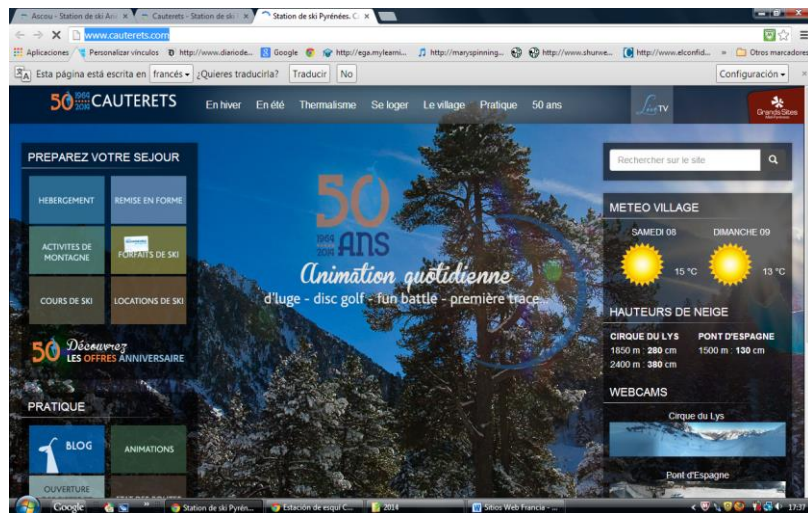 Ascou - Station de ski Ari
Cauterets - Station de ski
Station de ski Pyrénées. C
www.cauterets.com
Aplicaciones
Personalizar vínculos
http://www.diariode...
Google
http://ega.myleami...
http://maryspinning...
http://www.shurwe...
http://www.elconfid...
»
Otros marcadores
Esta página está escrita en francés ¿Quieres traducirla? Traducir No
Configuración
50 1964 2014 CAUTERETS
En hiver En été Thermalisme Se loger Le village Pratique 50 ans
TV
Grands Sites
PREPAREZ VOTRE SEJOUR
HEBERGEMENT
REMISE EN FORME
ACTIVITES DE
MONTAGNE
FORFAITS DE SKI
COURS DE SKI
LOCATIONS DE SKI
50 Découvrez
LES OFFRES ANNIVERSAIRE
PRATIQUE
BLOG
ANIMATIONS
OUVERTURE
50
1964
2014 ANS
Animation quotidienne
d'luge - disc golf - fun battle - première trace...
Rechercher sur le site
METEO VILLAGE
SAMEDI 08 DIMANCHE 09
15 °C 13 °C
HAUTEURS DE NEIGE
CIRQUE DU LYS PONT D'ESPAGNE
1850 m : 280 cm 1500 m : 130 cm
2400 m : 380 cm
WEBCAMS
Cirque du Lys
Pont d'Espagne
Google
»
Station de ski Pyrén...
Estación de esquí C...
2014
Sitios Web Francia - ...
17:37